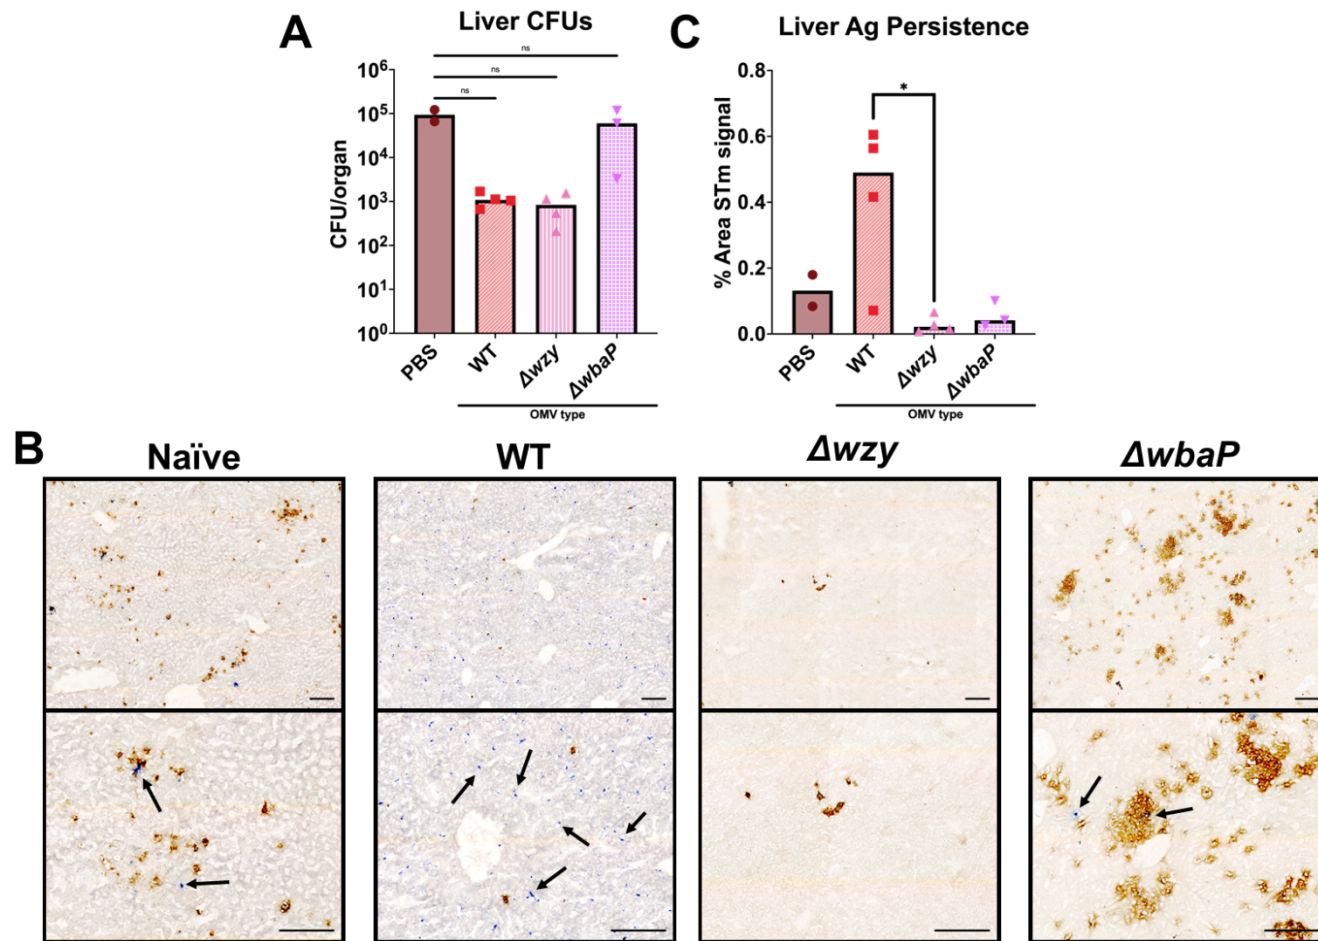 A
Liver CFUs
ns
ns
ns
CFU/organ
10⁶
10⁵
10⁴
10³
10²
10¹
10⁰
PBS
WT
Δwzy
ΔwbaP
OMV type
C
Liver Ag Persistence
*
% Area STm signal
0.8
0.6
0.4
0.2
0.0
PBS
WT
Δwzy
ΔwbaP
OMV type
B
Naïve
WT
Δwzy
ΔwbaP